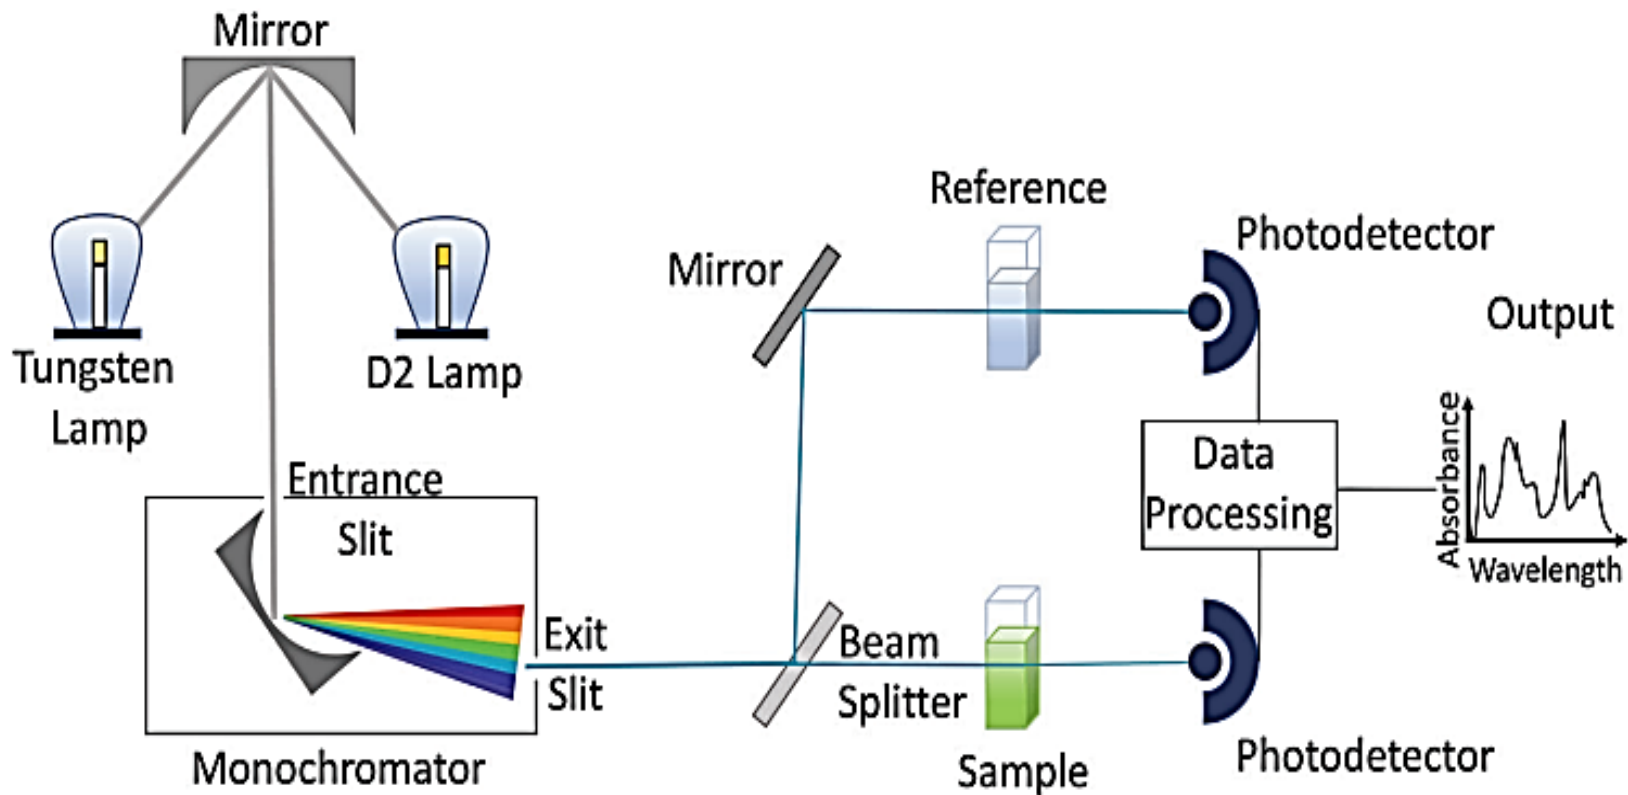 Mirror
Tungsten
Lamp
D2 Lamp
Entrance
Slit
Exit
Slit
Monochromator
Mirror
Beam
Splitter
Reference
Sample
Photodetector
Photodetector
Data
Processing
Output
Absorbance
Wavelength